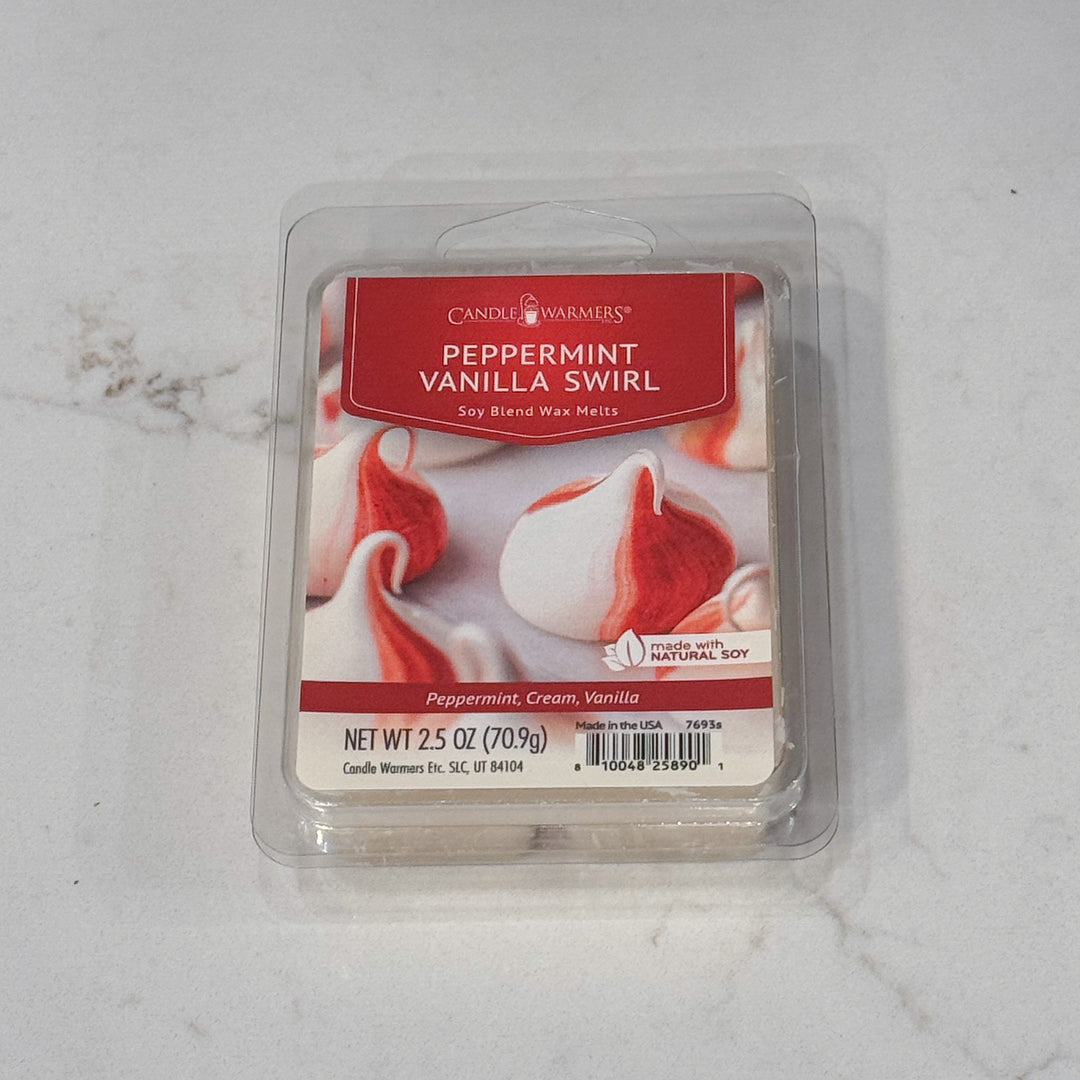 CANDLE WARMERS®
ETC.
PEPPERMINT
VANILLA SWIRL
Soy Blend Wax Melts
made with
NATURAL SOY
Peppermint, Cream, Vanilla
NET WT 2.5 OZ (70.9g)
Candle Warmers Etc. SLC, UT 84104
Made in the USA 7693s
8 10048 25890 1